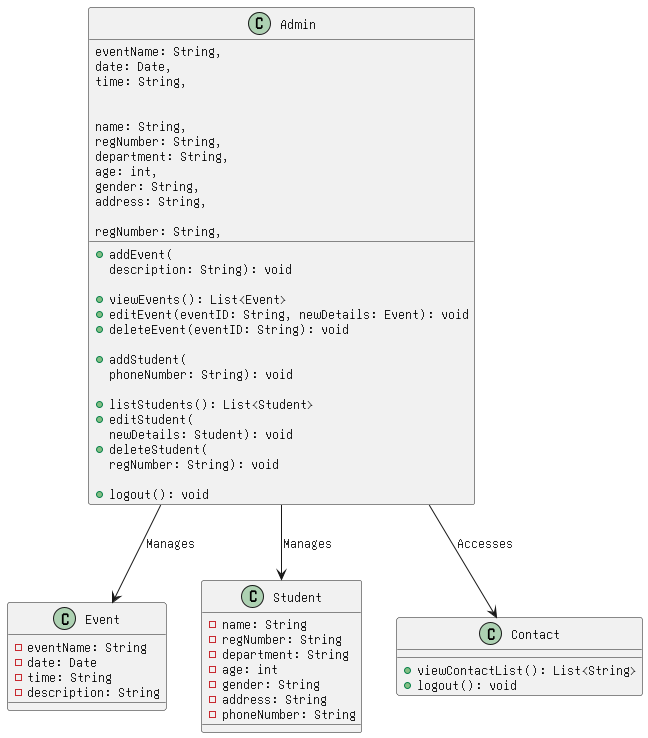 C Admin
eventName: String,
date: Date,
time: String,
name: String,
regNumber: String,
department: String,
age: int,
gender: String,
address: String,
regNumber: String,
addEvent(
description: String): void
viewEvents(): List<Event>
editEvent(eventID: String, newDetails: Event): void
deleteEvent(eventID: String): void
addStudent(
phoneNumber: String): void
listStudents(): List<Student>
editStudent(
newDetails: Student): void
deleteStudent(
regNumber: String): void
logout(): void
Manages
Manages
Accesses
C Event
eventName: String
date: Date
time: String
description: String
C Student
name: String
regNumber: String
department: String
age: int
gender: String
address: String
phoneNumber: String
C Contact
viewContactList(): List<String>
logout(): void